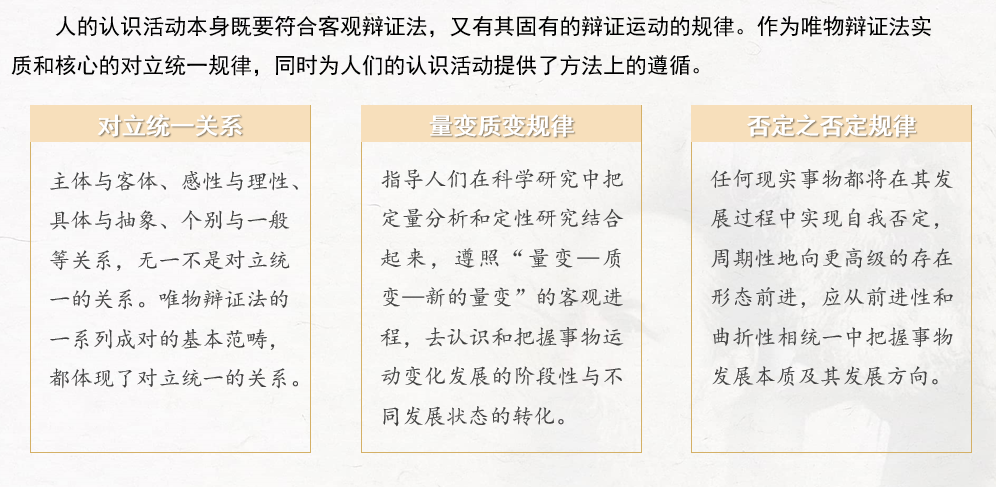 人的认识活动本身既要符合客观辩证法，又有其固有的辩证运动的规律。作为唯物辩证法实
质和核心的对立统一规律，同时为人们的认识活动提供了方法上的遵循。
对立统一关系
主体与客体、感性与理性、
具体与抽象、个别与一般
等关系，无一不是对立统
一的关系。唯物辩证法的
一系列成对的基本范畴，
都体现了对立统一的关系。
量变质变规律
指导人们在科学研究中把
定量分析和定性研究结合
起来，遵照“量变—质
变—新的量变”的客观进
程，去认识和把握事物运
动变化发展的阶段性与不
同发展状态的转化。
否定之否定规律
任何现实事物都将在其发
展过程中实现自我否定，
周期性地向更高级的存在
形态前进，应从前进性和
曲折性相统一中把握事物
发展本质及其发展方向。